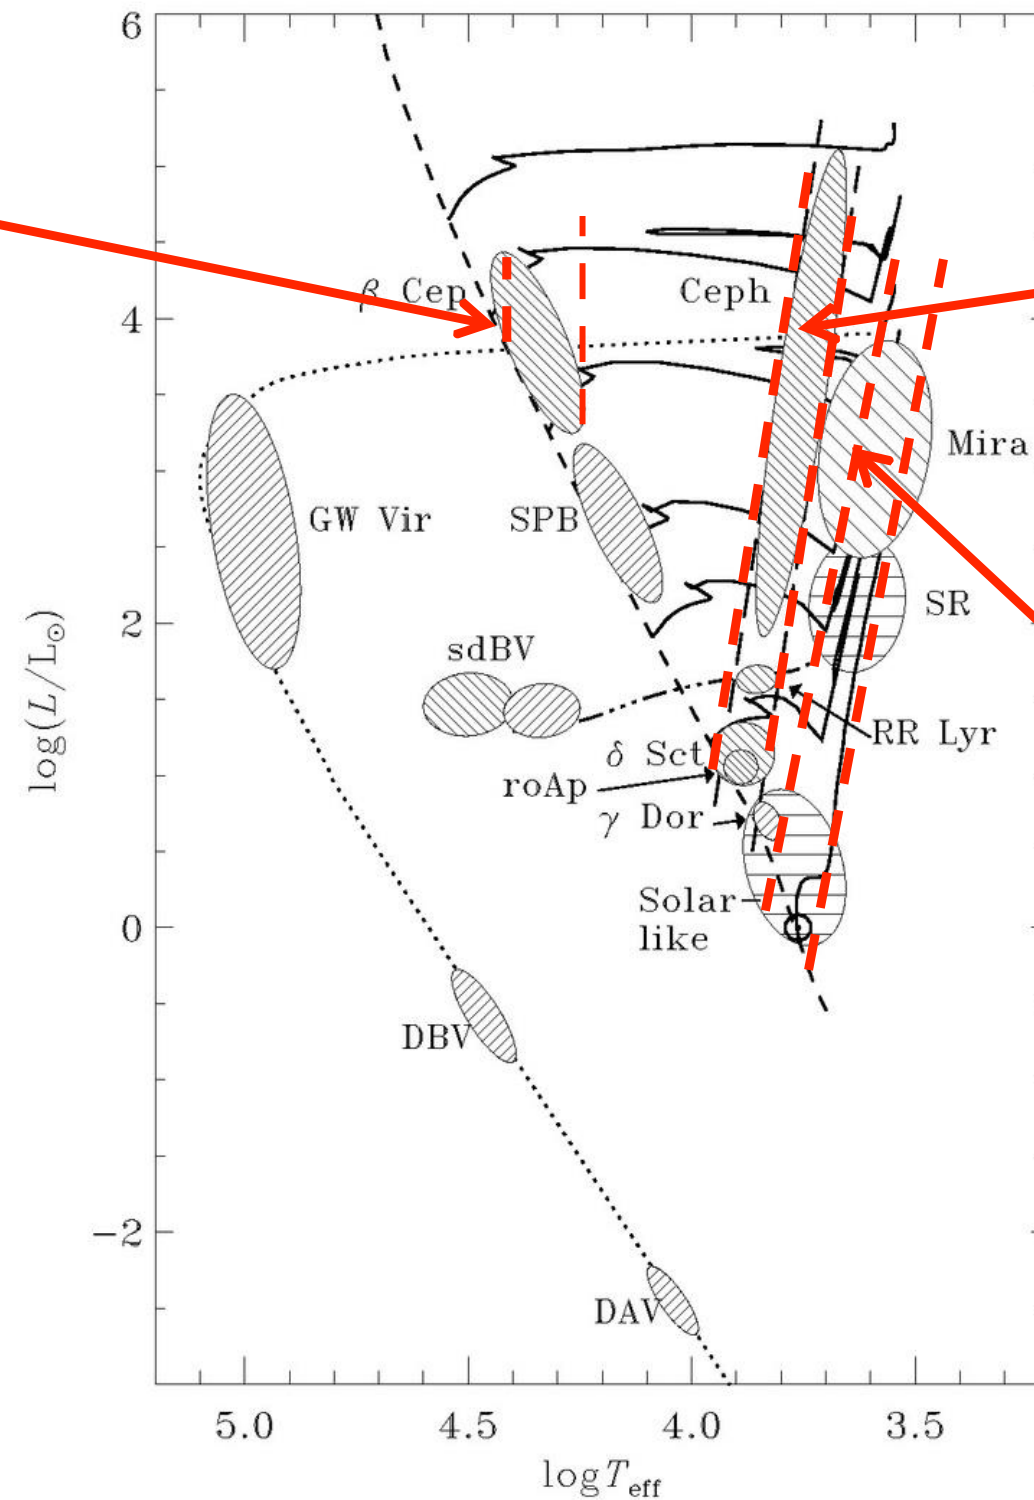 6
β Cep
Ceph
4
Mira
GW Vir
SPB
SR
2
sdBV
RR Lyr
δ Sct
roAp
γ Dor
Solar
like
0
DBV
−2
DAV
5.0 4.5 4.0 3.5
log(L/L⊙)
log T_eff